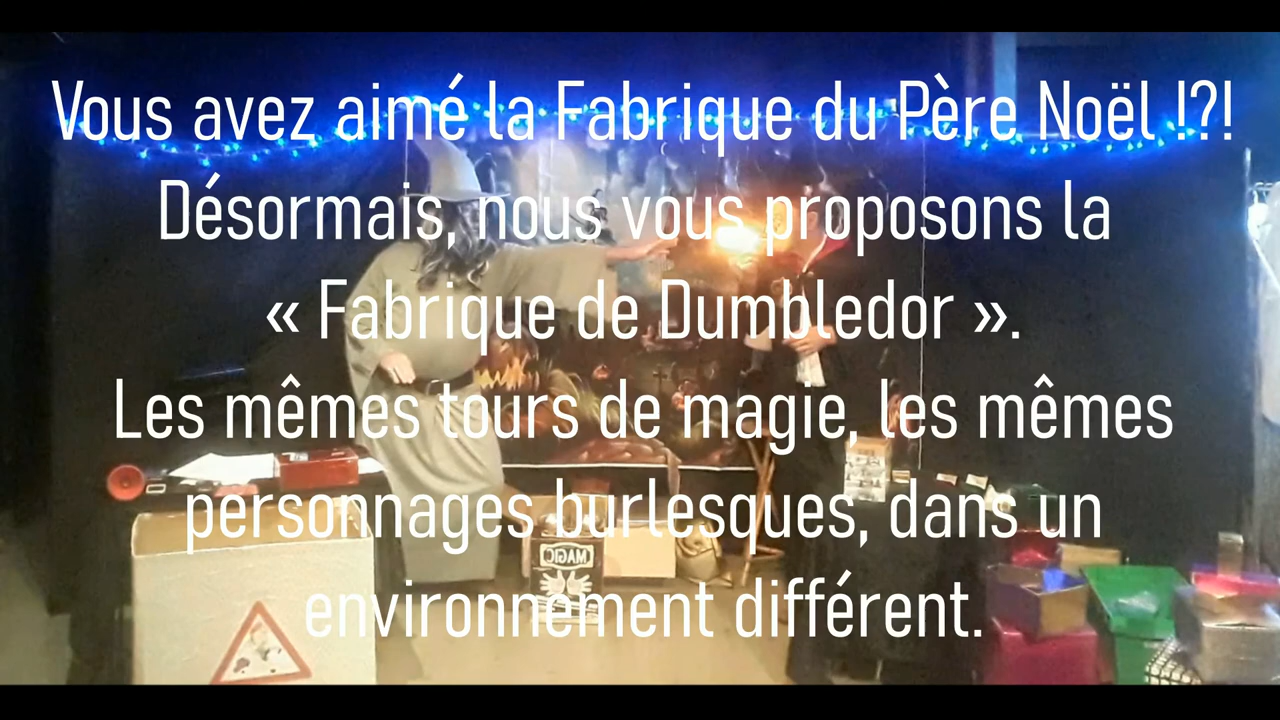 Vous avez aimé la Fabrique du Père Noël !?!
Désormais, nous vous proposons la
« Fabrique de Dumbledor ».
Les mêmes tours de magie, les mêmes
personnages burlesques, dans un
environnement différent.
MAGIC